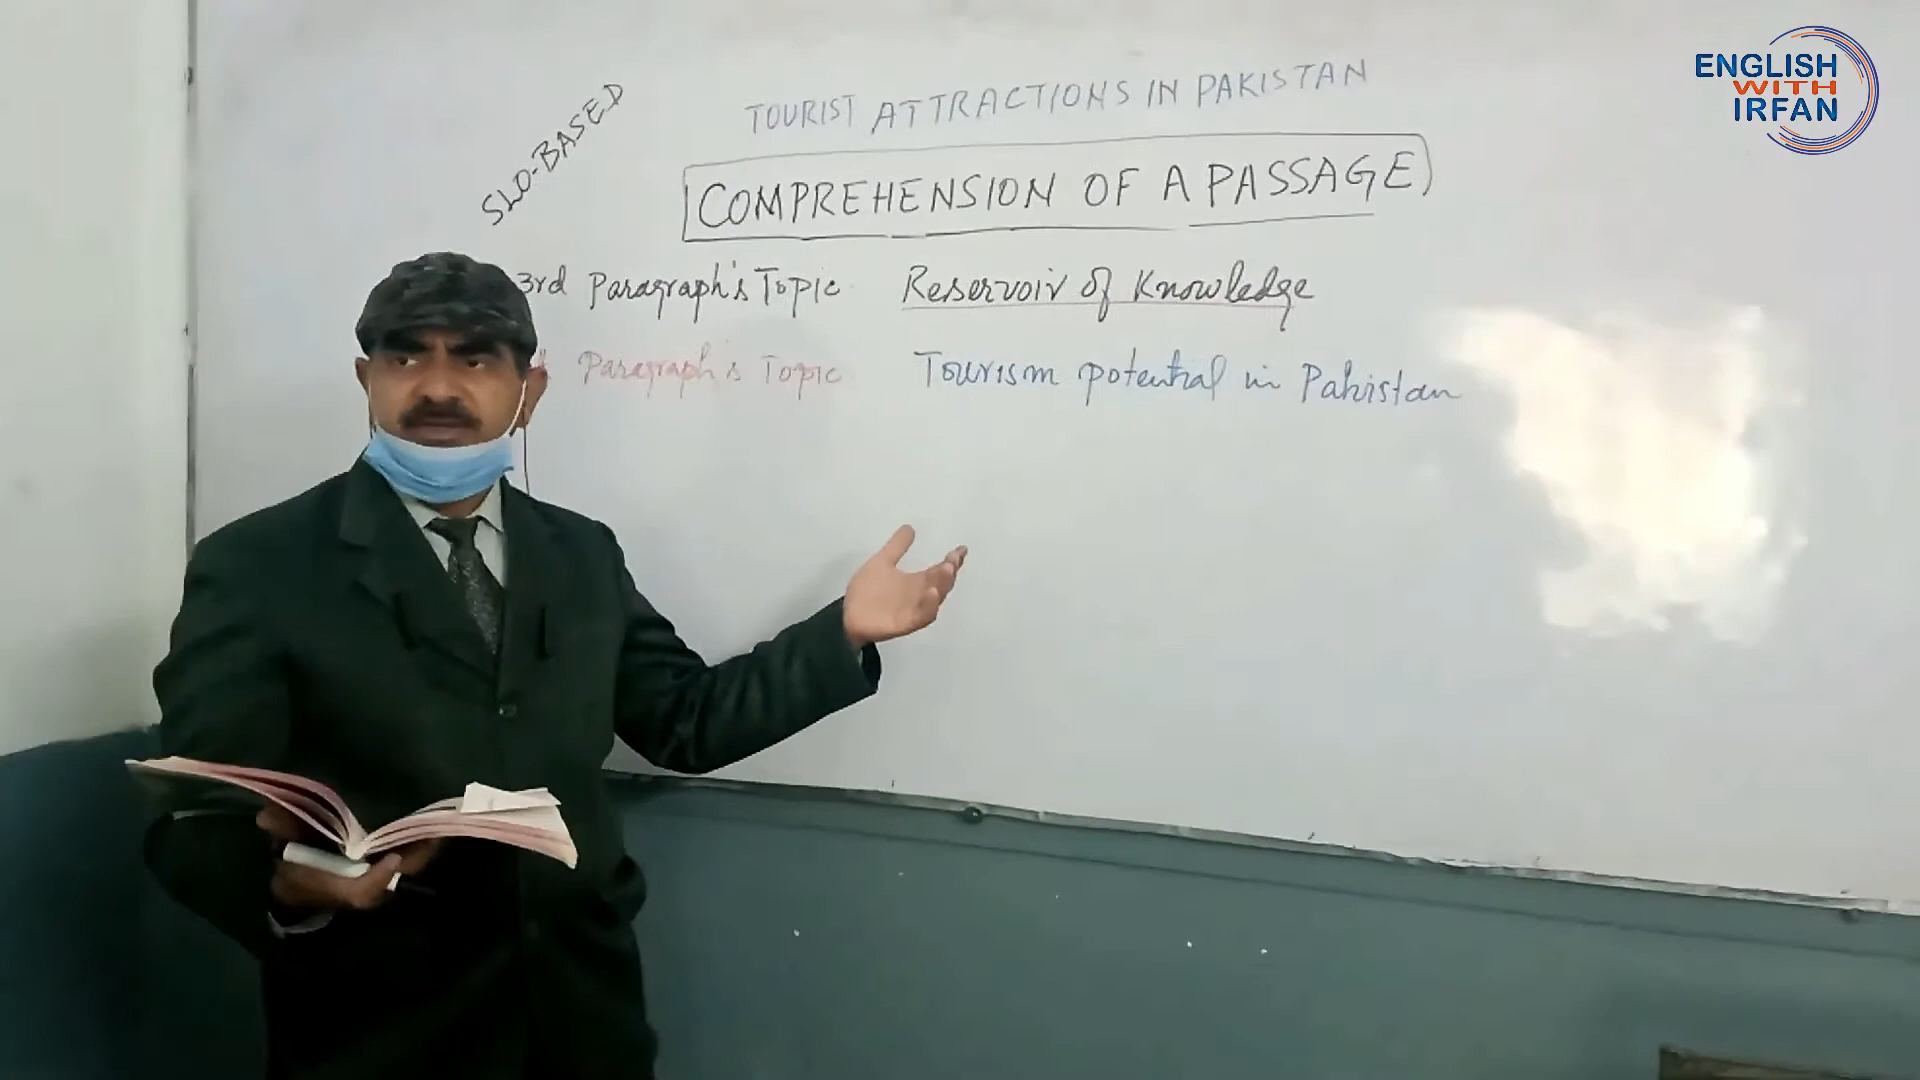 ENGLISH
WITH
IRFAN
SLO-BASED
TOURIST ATTRACTIONS IN PAKISTAN
COMPREHENSION OF A PASSAGE
3rd Paragraph's Topic Reservoir of Knowledge
Paragraph's Topic Tourism potential in Pakistan